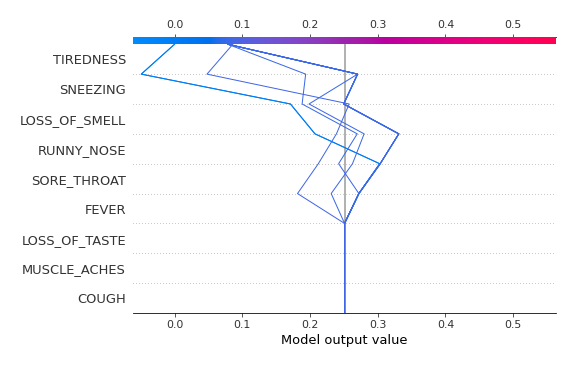 0.0 0.1 0.2 0.3 0.4 0.5
TIREDNESS
SNEEZING
LOSS_OF_SMELL
RUNNY_NOSE
SORE_THROAT
FEVER
LOSS_OF_TASTE
MUSCLE_ACHES
COUGH
0.0 0.1 0.2 0.3 0.4 0.5
Model output value